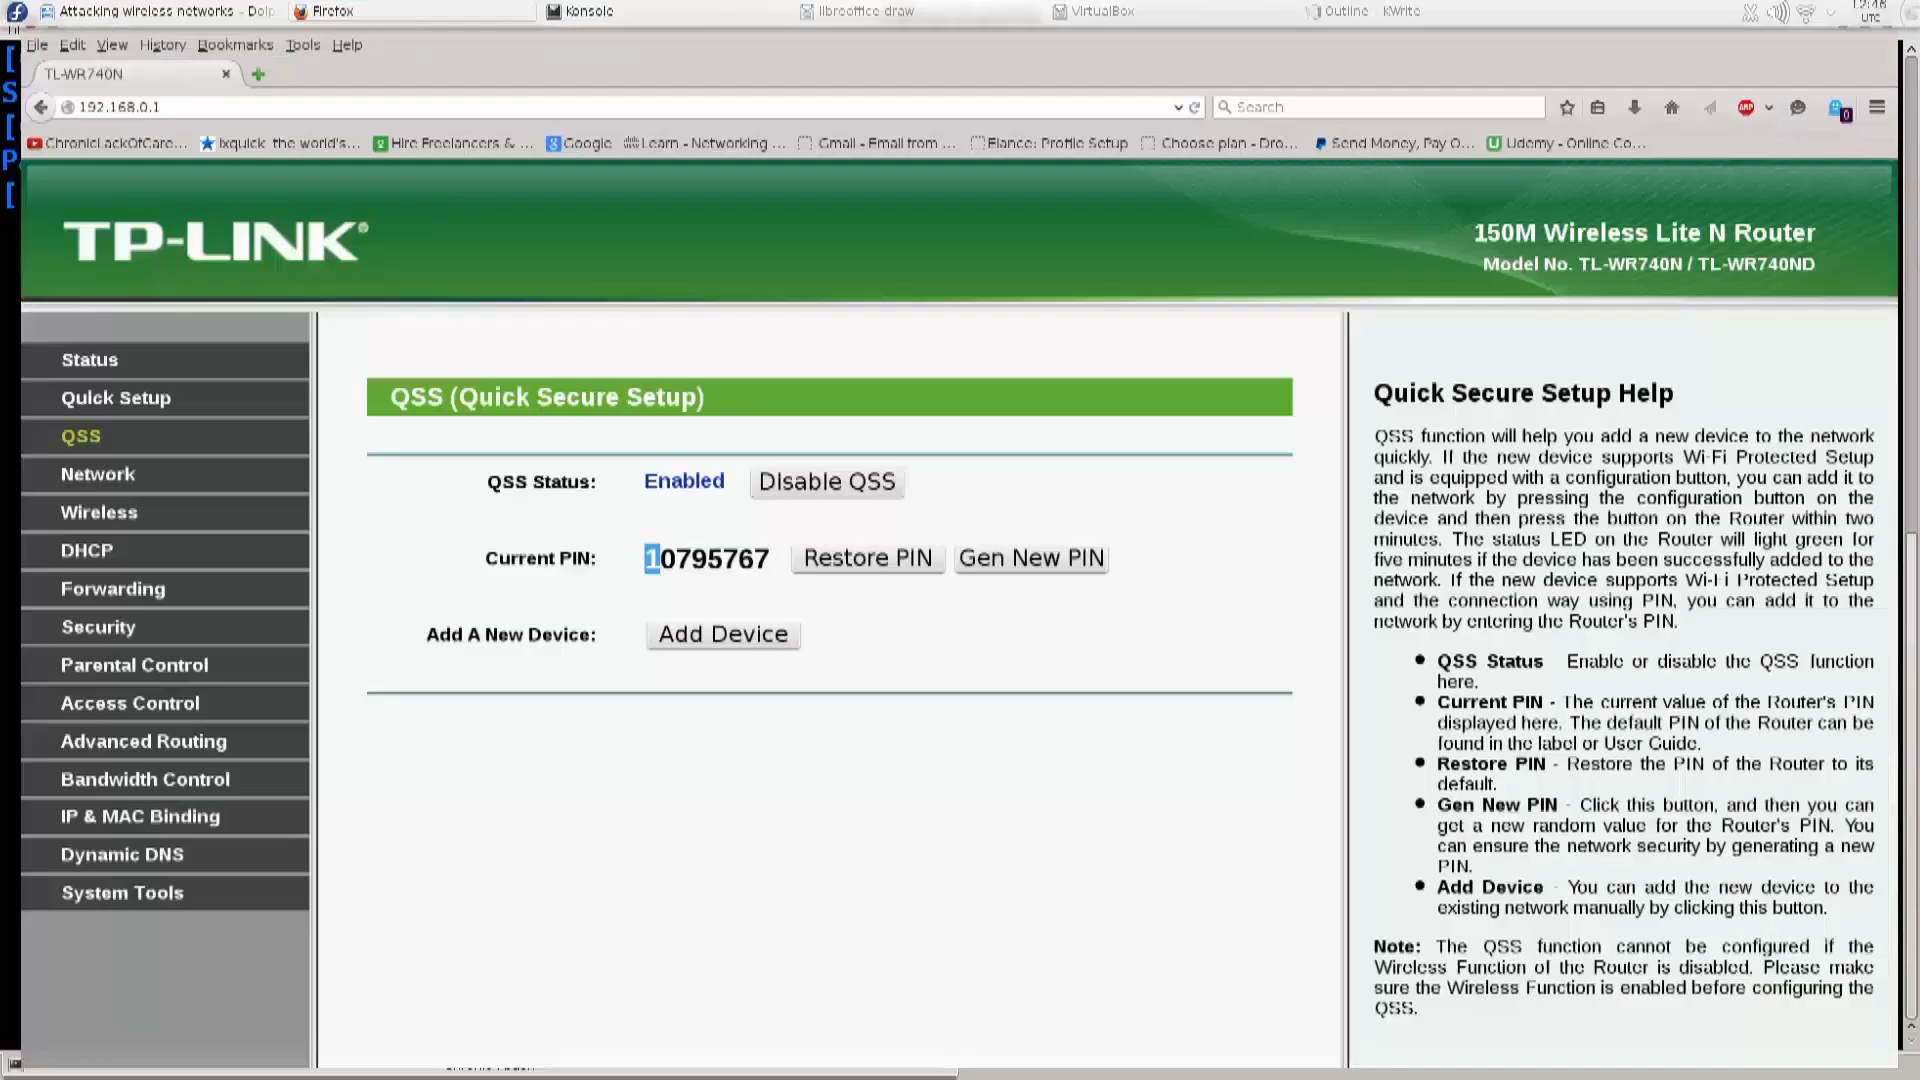 Attacking wireless networks - Dolp
Firefox
Konsole
libreoffice-draw
VirtualBox
Outline : KWrite
12:46
UTC
File Edit View History Bookmarks Tools Help
TL-WR740N
192.168.0.1
Search
ABP
0
ChronicLackOfCare...
Ixquick the world's...
Hire Freelancers & ...
Google
Learn - Networking ...
Gmail - Email from ...
Elance: Profile Setup
Choose plan - Dro...
Send Money, Pay O...
Udemy - Online Co...
[
S
[
P
[
TP-LINK®
150M Wireless Lite N Router
Model No. TL-WR740N / TL-WR740ND
Status
Quick Setup
QSS
Network
Wireless
DHCP
Forwarding
Security
Parental Control
Access Control
Advanced Routing
Bandwidth Control
IP & MAC Binding
Dynamic DNS
System Tools
QSS (Quick Secure Setup)
QSS Status: Enabled Disable QSS
Current PIN: 10795767 Restore PIN Gen New PIN
Add A New Device: Add Device
Quick Secure Setup Help
QSS function will help you add a new device to the network
quickly. If the new device supports Wi-Fi Protected Setup
and is equipped with a configuration button, you can add it to
the network by pressing the configuration button on the
device and then press the button on the Router within two
minutes. The status LED on the Router will light green for
five minutes if the device has been successfully added to the
network. If the new device supports Wi-Fi Protected Setup
and the connection way using PIN, you can add it to the
network by entering the Router's PIN.
• QSS Status - Enable or disable the QSS function
here.
• Current PIN - The current value of the Router's PIN
displayed here. The default PIN of the Router can be
found in the label or User Guide.
• Restore PIN - Restore the PIN of the Router to its
default.
• Gen New PIN - Click this button, and then you can
get a new random value for the Router's PIN. You
can ensure the network security by generating a new
PIN.
• Add Device - You can add the new device to the
existing network manually by clicking this button.
Note: The QSS function cannot be configured if the
Wireless Function of the Router is disabled. Please make
sure the Wireless Function is enabled before configuring the
QSS.